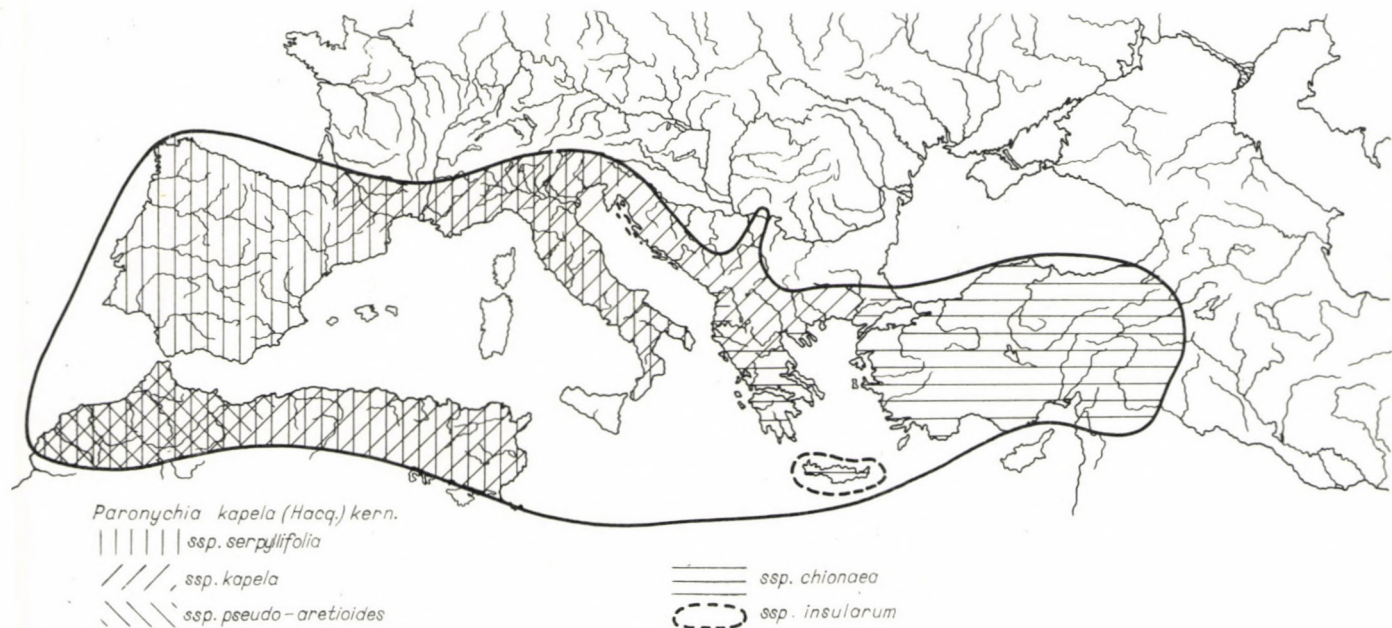 Paronychia kapela (Hacq.) kern.
ssp. serpyllifolia
ssp. kapela
ssp. pseudo-aretioides
ssp. chionaea
ssp. insularum